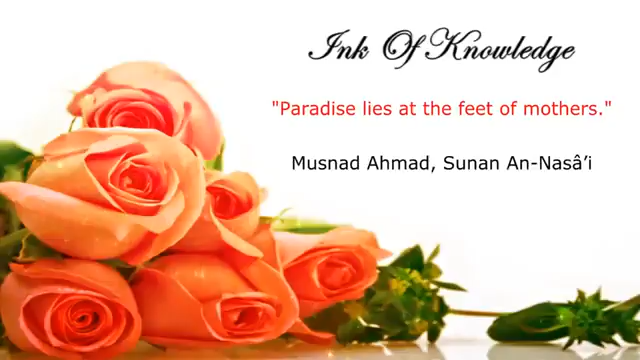 Ink Of Knowledge
"Paradise lies at the feet of mothers."
Musnad Ahmad, Sunan An-Nasâ’i